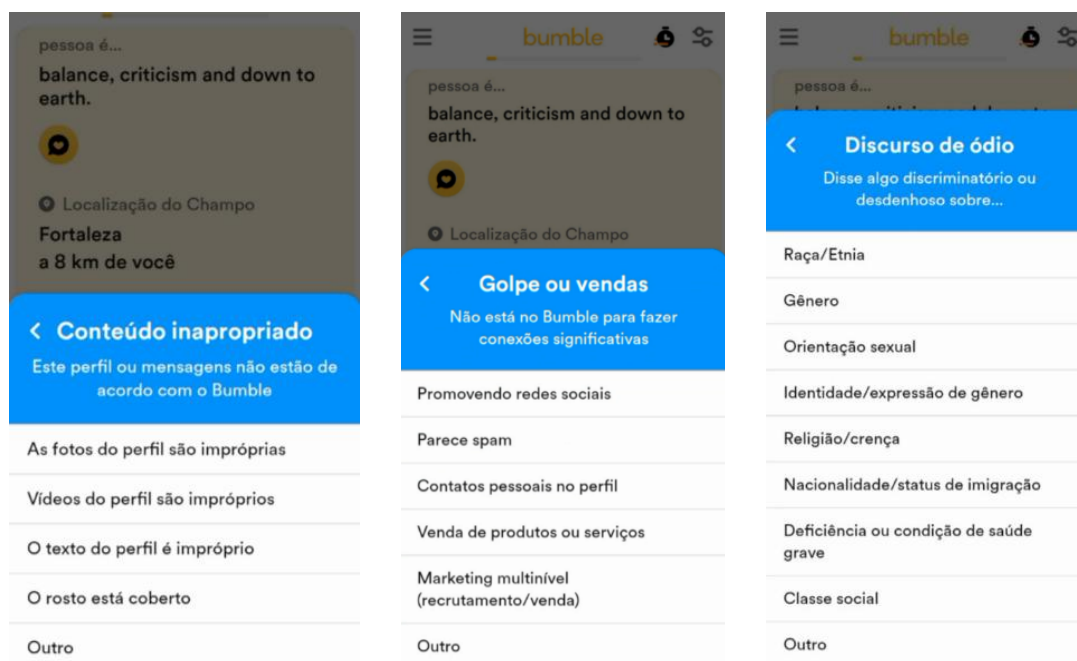 pessoa é...
balance, criticism and down to
earth.
Localização do Champo
Fortaleza
a 8 km de você
Conteúdo inapropriado
Este perfil ou mensagens não estão de
acordo com o Bumble
As fotos do perfil são impróprias
Vídeos do perfil são impróprios
O texto do perfil é impróprio
O rosto está coberto
Outro
bumble
pessoa é...
balance, criticism and down to
earth.
Localização do Champo
Golpe ou vendas
Não está no Bumble para fazer
conexões significativas
Promovendo redes sociais
Parece spam
Contatos pessoais no perfil
Venda de produtos ou serviços
Marketing multinível
(recrutamento/venda)
Outro
bumble
pessoa é...
Discurso de ódio
Disse algo discriminatório ou
desdenhoso sobre...
Raça/Etnia
Gênero
Orientação sexual
Identidade/expressão de gênero
Religião/crença
Nacionalidade/status de imigração
Deficiência ou condição de saúde
grave
Classe social
Outro